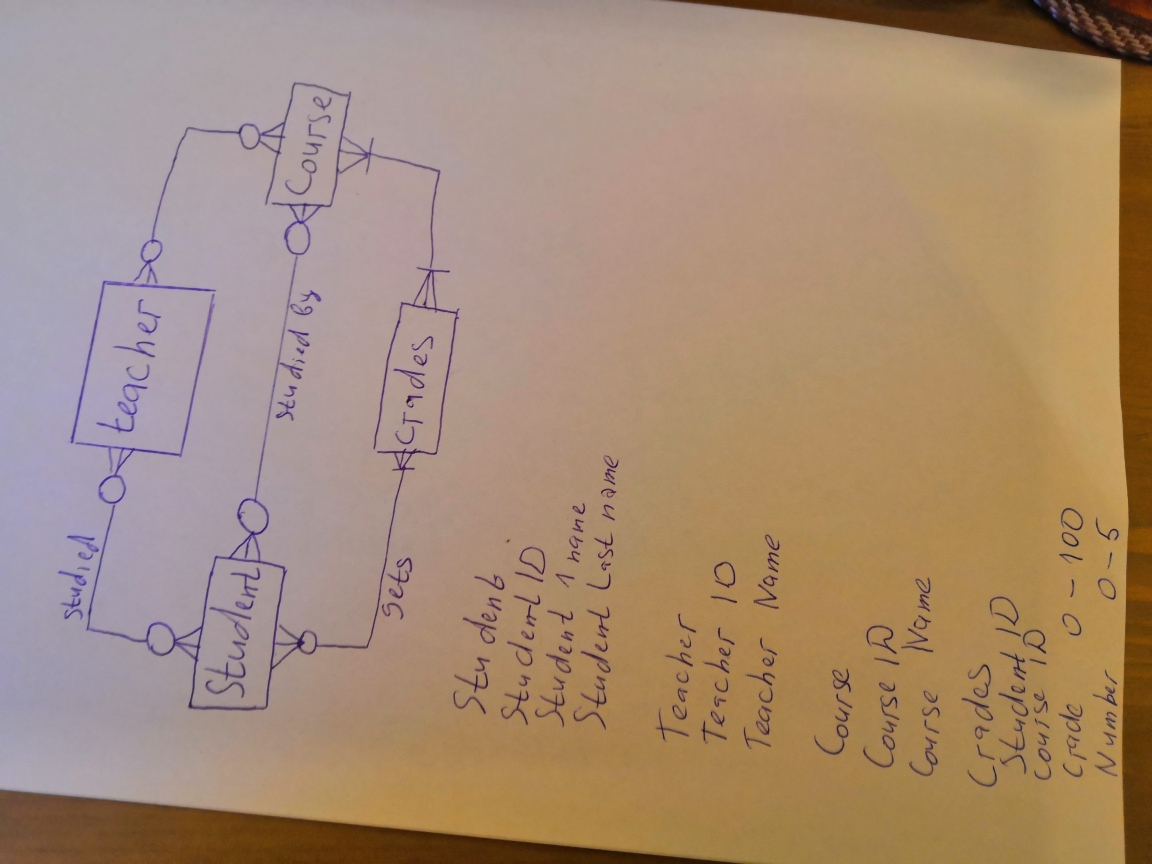 studied
teacher
Student
studied by
Course
gets
Grades
Student
Student ID
Student 1 name
Student Last name
Teacher
Teacher ID
Teacher Name
Course
Course ID
Course Name
Grades
Student ID
Course ID
Grade 0-100
Number 0-5